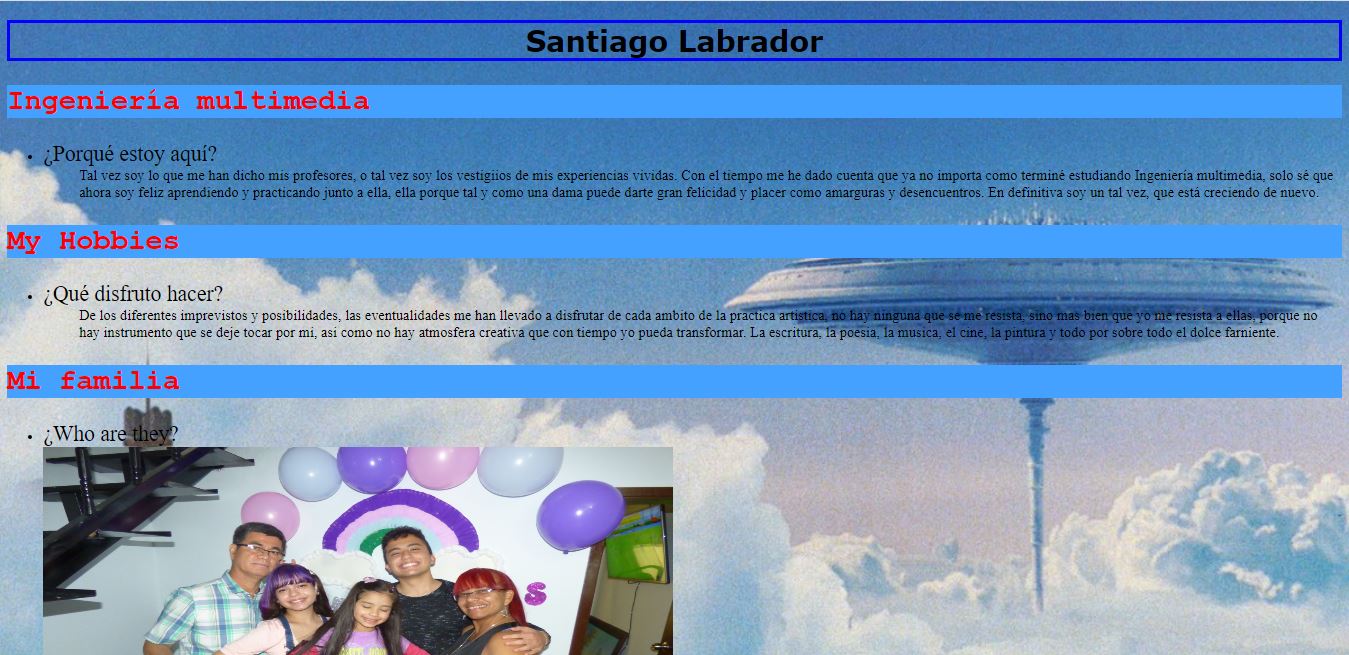 Santiago Labrador
Ingeniería multimedia
¿Porqué estoy aquí?
Tal vez soy lo que me han dicho mis profesores, o tal vez soy los vestigiios de mis experiencias vividas. Con el tiempo me he dado cuenta que ya no importa como terminé estudiando Ingeniería multimedia, solo sé que
ahora soy feliz aprendiendo y practicando junto a ella, ella porque tal y como una dama puede darte gran felicidad y placer como amarguras y desencuentros. En definitiva soy un tal vez, que está creciendo de nuevo.
My Hobbies
¿Qué disfruto hacer?
De los diferentes imprevistos y posibilidades, las eventualidades me han llevado a disfrutar de cada ambito de la practica artistica, no hay ninguna que se me resista, sino mas bien que yo me resista a ellas, porque no
hay instrumento que se deje tocar por mi, asi como no hay atmosfera creativa que con tiempo yo pueda transformar. La escritura, la poesia, la musica, el cine, la pintura y todo por sobre todo el dolce farniente.
Mi familia
¿Who are they?
S